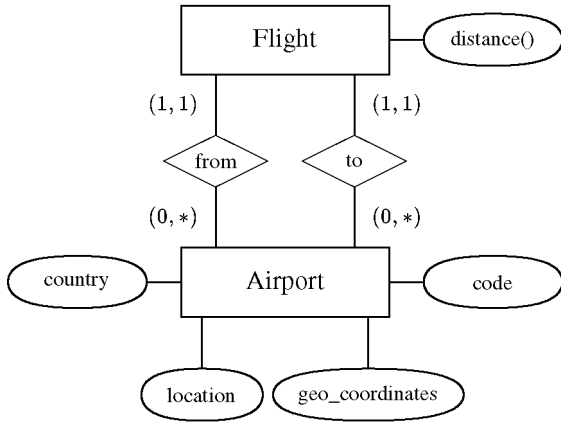 Flight
distance()
(1, 1)
(1, 1)
from
to
(0, *)
(0, *)
country
Airport
code
location
geo_coordinates